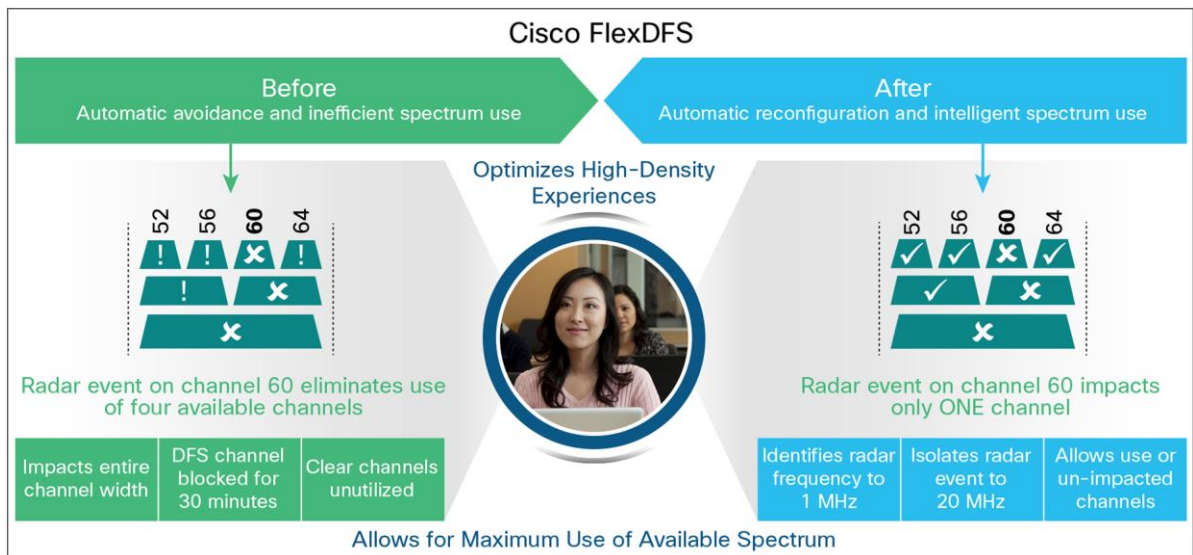 Cisco FlexDFS
Before
Automatic avoidance and inefficient spectrum use
After
Automatic reconfiguration and intelligent spectrum use
Optimizes High-Density
Experiences
52
56
60
64
!
!
!
!
52
56
60
64
Radar event on channel 60 eliminates use
of four available channels
Radar event on channel 60 impacts
only ONE channel
Impacts entire
channel width
DFS channel
blocked for
30 minutes
Clear channels
unutilized
Identifies radar
frequency to
1 MHz
Isolates radar
event to
20 MHz
Allows use or
un-impacted
channels
Allows for Maximum Use of Available Spectrum